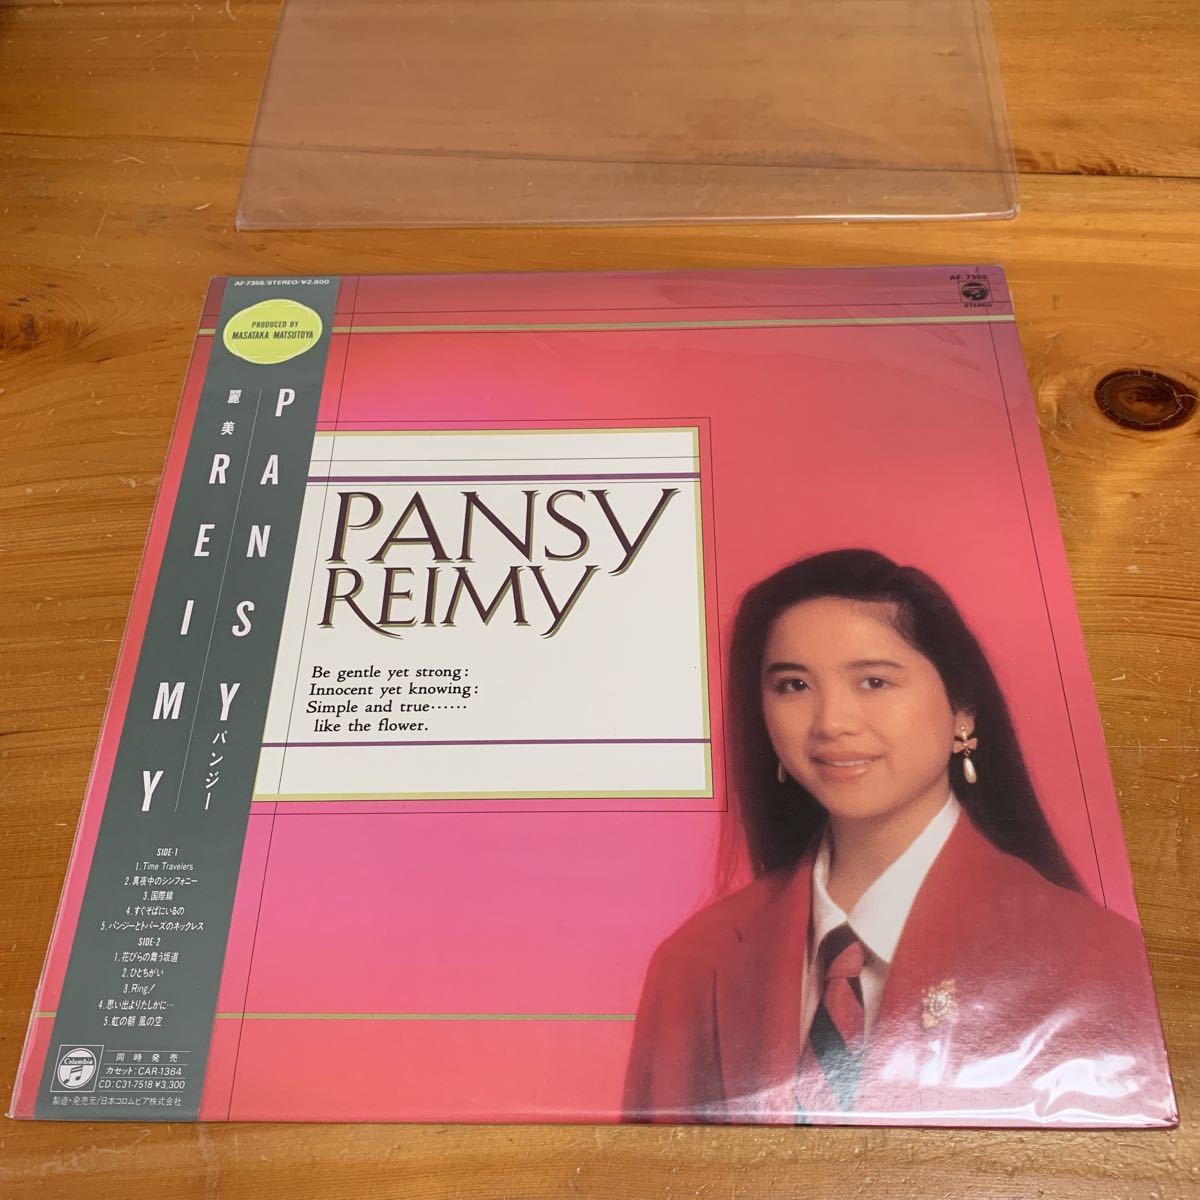 AF-7355/STEREO/¥2,800
PRODUCED BY
MASATAKA MATSUTOYA
PANSY
パンジー
麗美
REIMY
SIDE-1
1. Time Travelers
2. 真夜中のシンフォニー
3. 国際線
4. すぐそばにいるの
5. パンジーとトパーズのネックレス
SIDE-2
1. 花びらの舞う坂道
2. ひとちがい
3. Ring!
4. 思い出よりたしかに…
5. 虹の朝 風の空
Columbia
同時発売
カセット:CAR-1364
CD:C31-7518 ¥3,300
製造・発売元/日本コロムビア株式会社
AF-7355
STEREO
PANSY
REIMY
Be gentle yet strong:
Innocent yet knowing:
Simple and true……
like the flower.